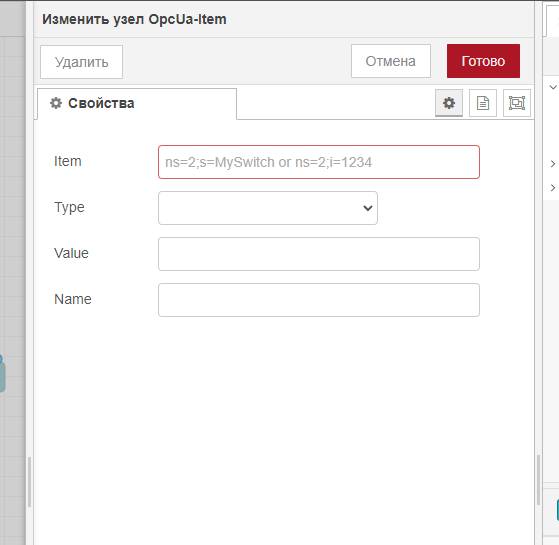 Изменить узел OpcUa-Item
Удалить
Отмена
Готово
Свойства
Item
ns=2;s=MySwitch or ns=2;i=1234
Type
Value
Name